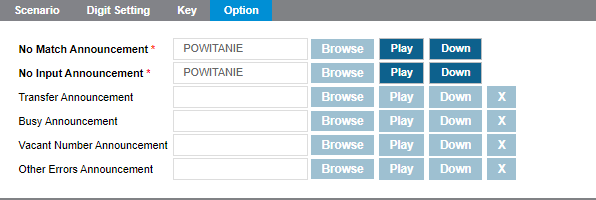 Scenario Digit Setting Key Option
No Match Announcement * POWITANIE Browse Play Down
No Input Announcement * POWITANIE Browse Play Down
Transfer Announcement Browse Play Down X
Busy Announcement Browse Play Down X
Vacant Number Announcement Browse Play Down X
Other Errors Announcement Browse Play Down X